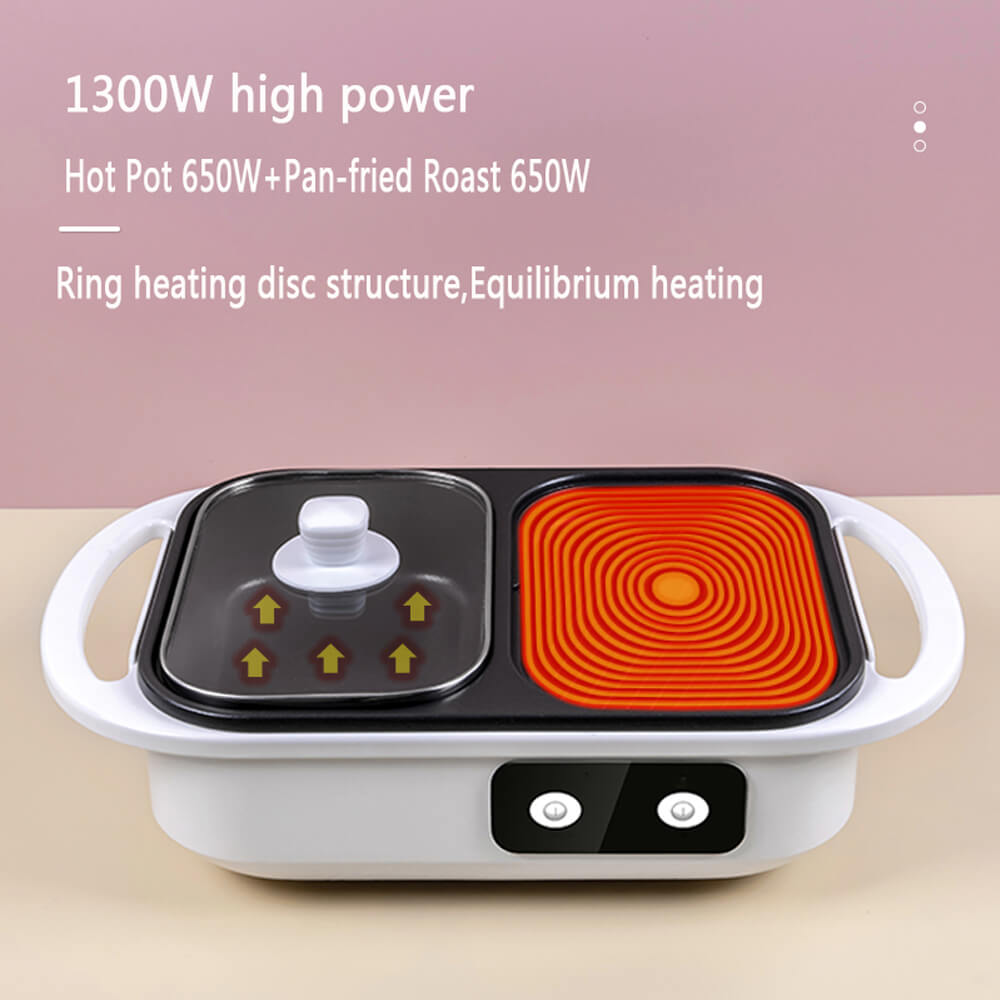 1300W high power
Hot Pot 650W+Pan-fried Roast 650W
Ring heating disc structure,Equilibrium heating